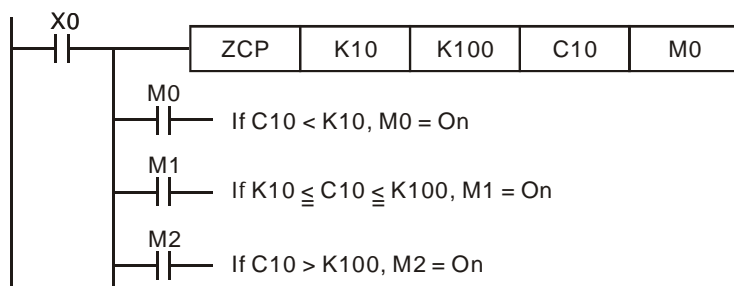 X0
ZCP K10 K100 C10 M0
M0
If C10 < K10, M0 = On
M1
If K10 ≦ C10 ≦ K100, M1 = On
M2
If C10 > K100, M2 = On